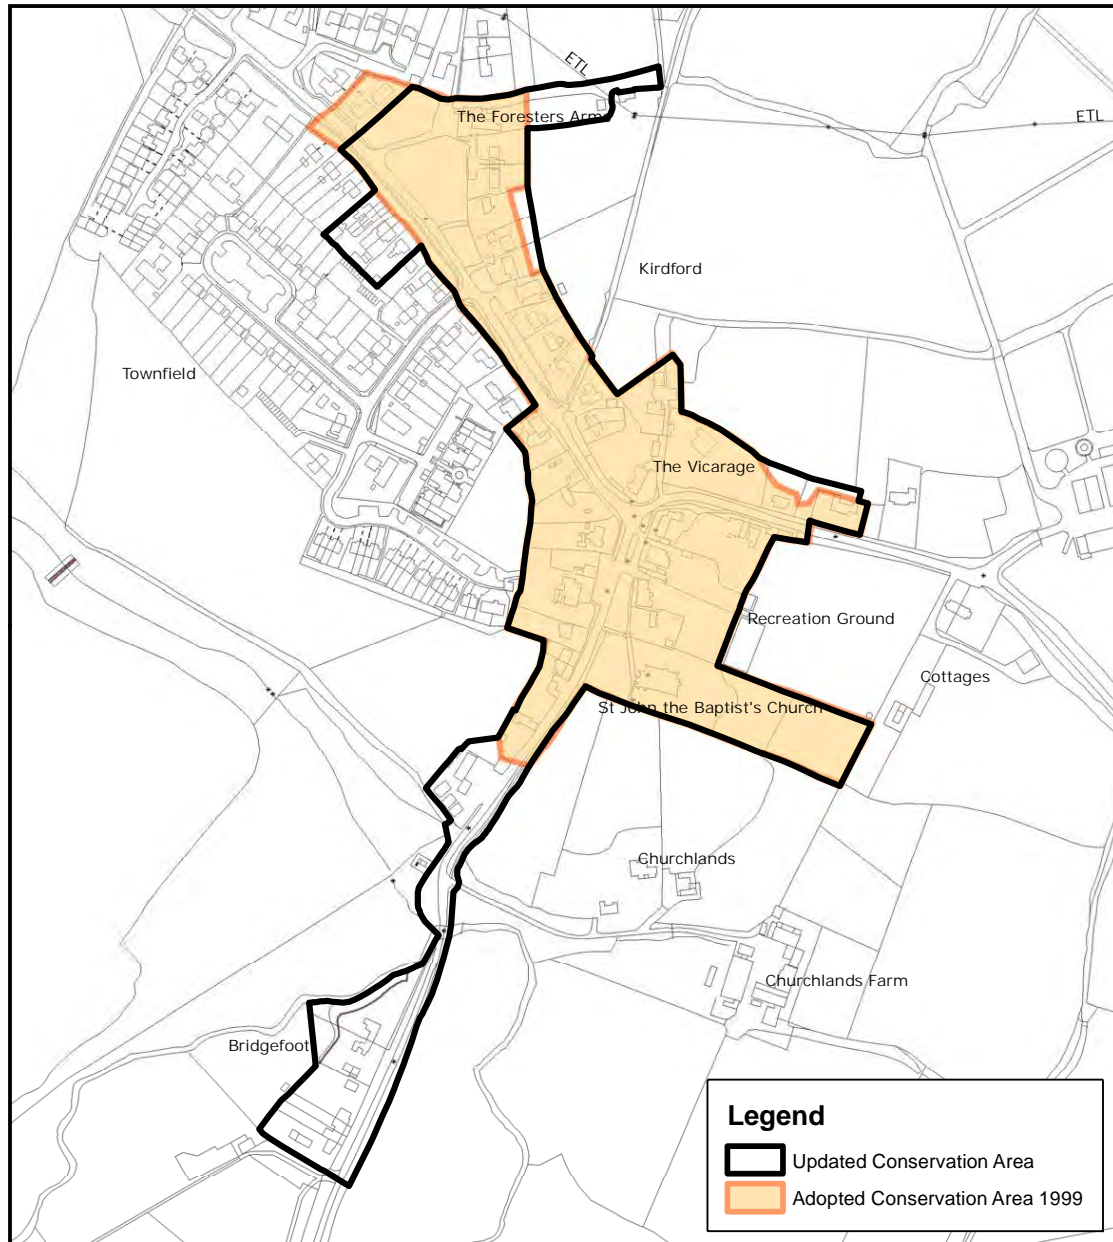 ETL
The Foresters Arms
ETL
Kirdford
Townfield
The Vicarage
Recreation Ground
Cottages
St John the Baptist's Church
Churchlands
Churchlands Farm
Bridgefoot
Legend
Updated Conservation Area
Adopted Conservation Area 1999